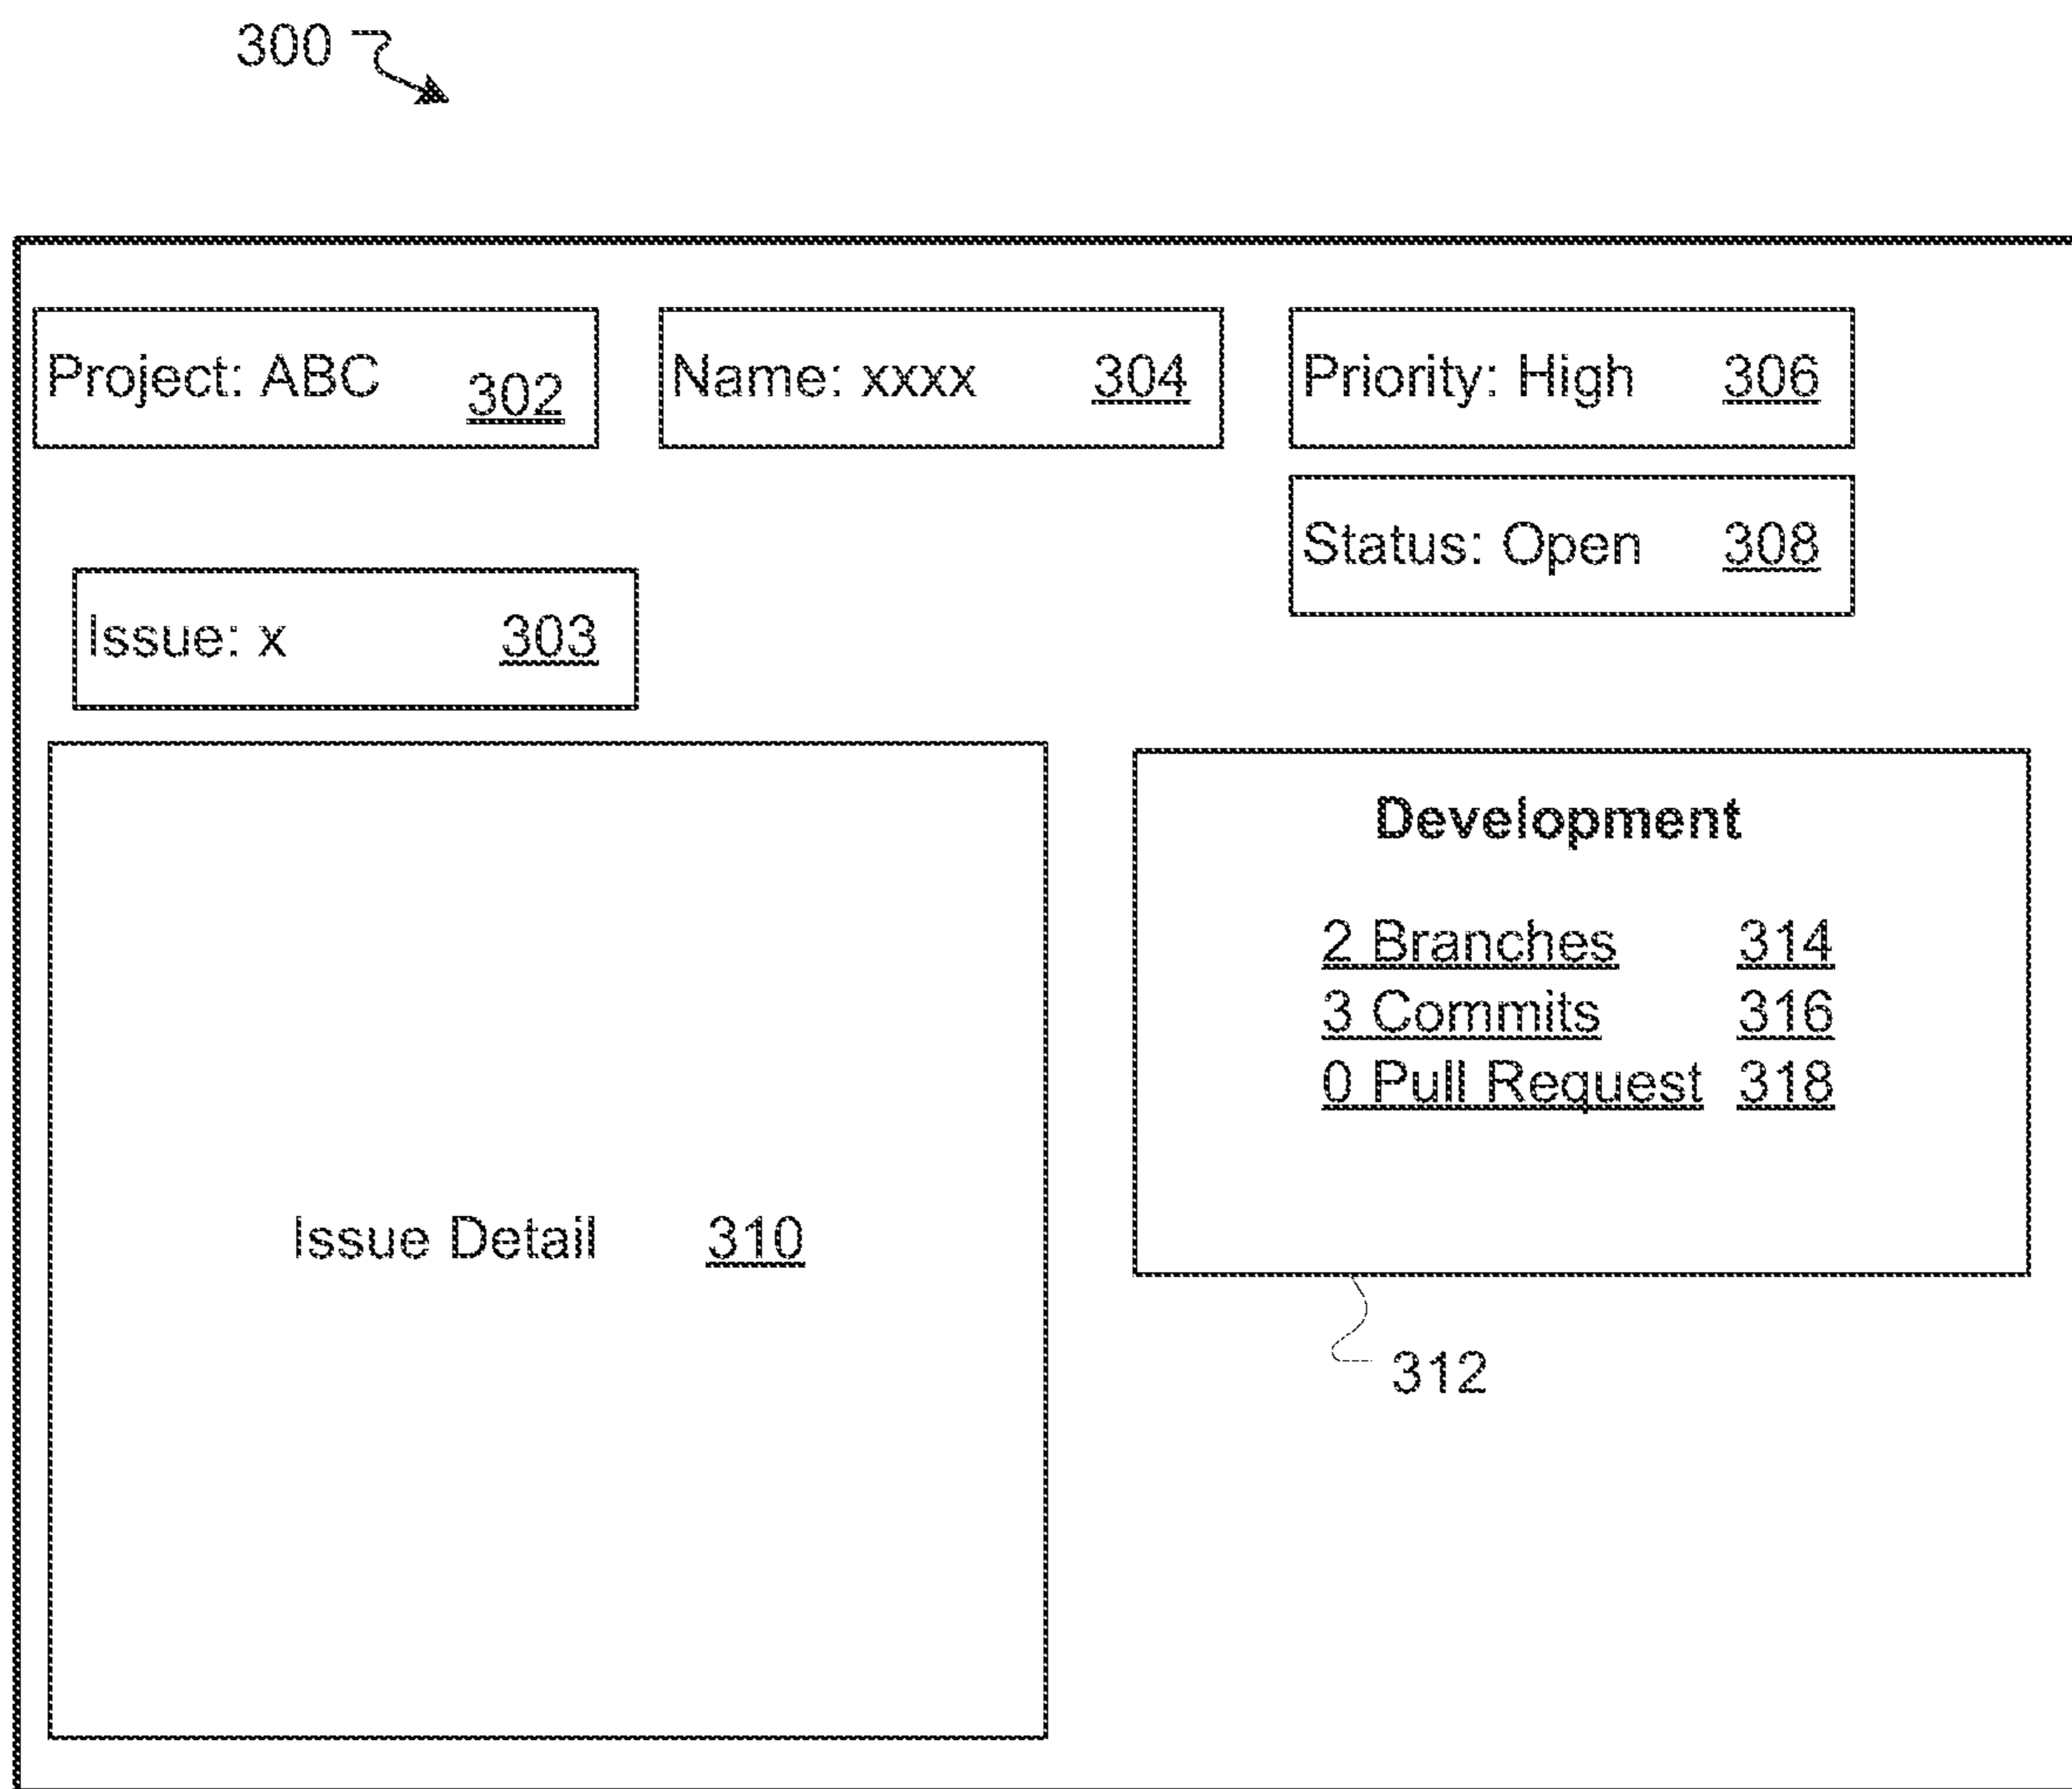 300
Project: ABC 302
Name: xxxx 304
Priority: High 306
Status: Open 308
Issue: x 303
Development
2 Branches 314
3 Commits 316
0 Pull Request 318
Issue Detail 310
312